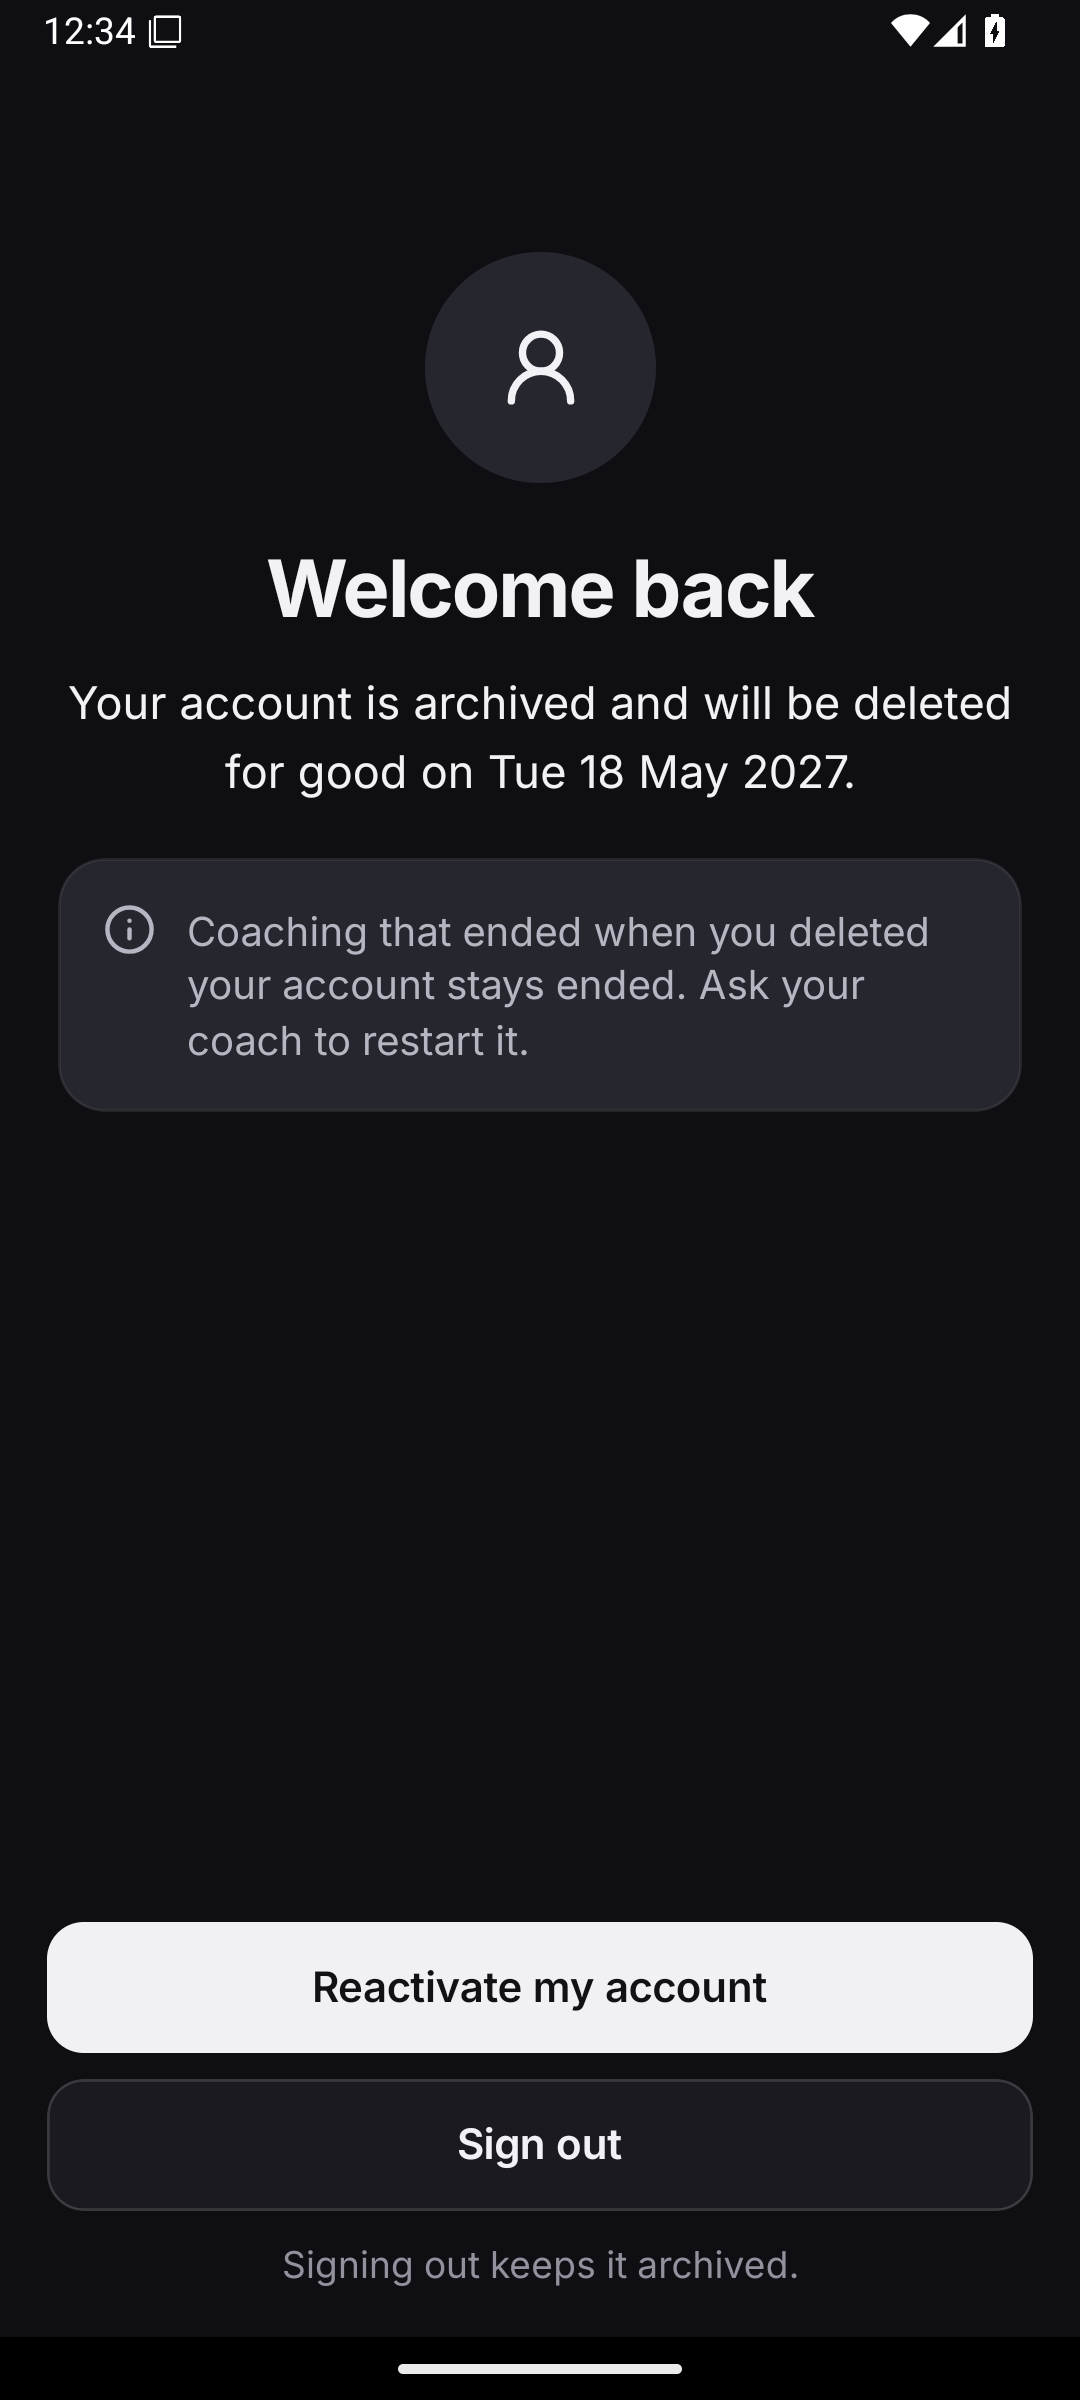 12:34
Welcome back
Your account is archived and will be deleted
for good on Tue 18 May 2027.
Coaching that ended when you deleted
your account stays ended. Ask your
coach to restart it.
Reactivate my account
Sign out
Signing out keeps it archived.